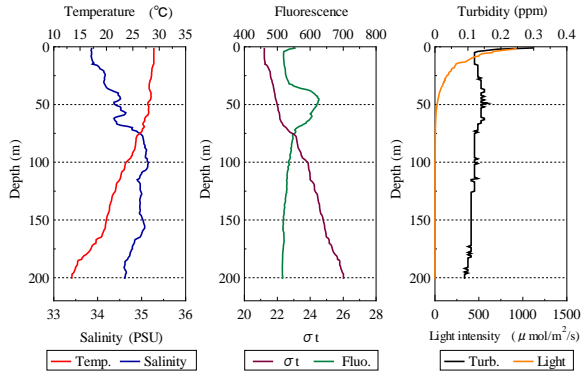 Temperature (℃)
10 15 20 25 30 35
0
50
100
150
200
Depth (m)
33 34 35 36
Salinity (PSU)
Temp. Salinity
Fluorescence
400 500 600 700 800
0
50
100
150
200
Depth (m)
20 22 24 26 28
σt
σt Fluo.
Turbidity (ppm)
0 0.1 0.2 0.3
0
50
100
150
200
Depth (m)
0 500 1000 1500
Light intensity (μ mol/m²/s)
Turb. Light